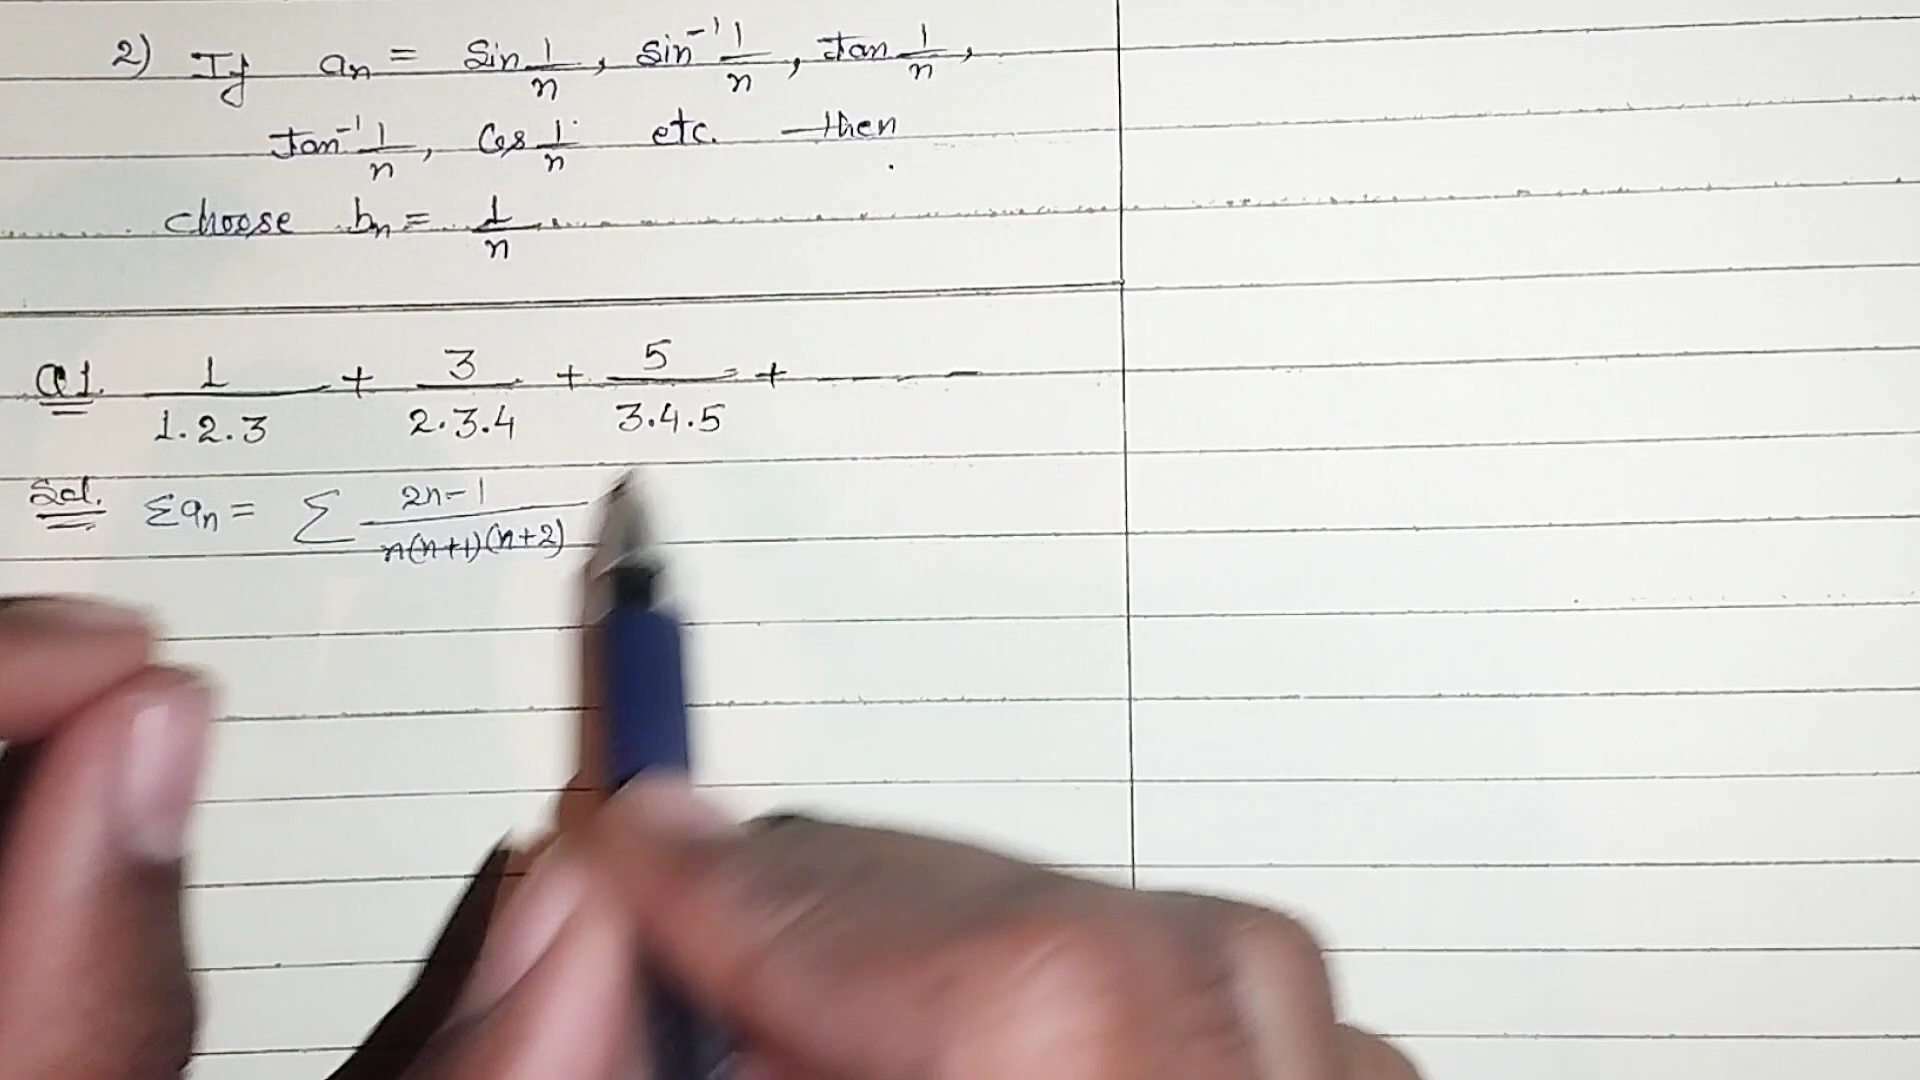 2) If aₙ = Sin 1/n, sin⁻¹ 1/n, Tan 1/n,
Tan⁻¹ 1/n, Cos 1/n etc. then
choose bₙ = 1/n
Q1. 1/1.2.3 + 3/2.3.4 + 5/3.4.5 + ———
Sol. Σaₙ = Σ 2n-1/n(n+1)(n+2)